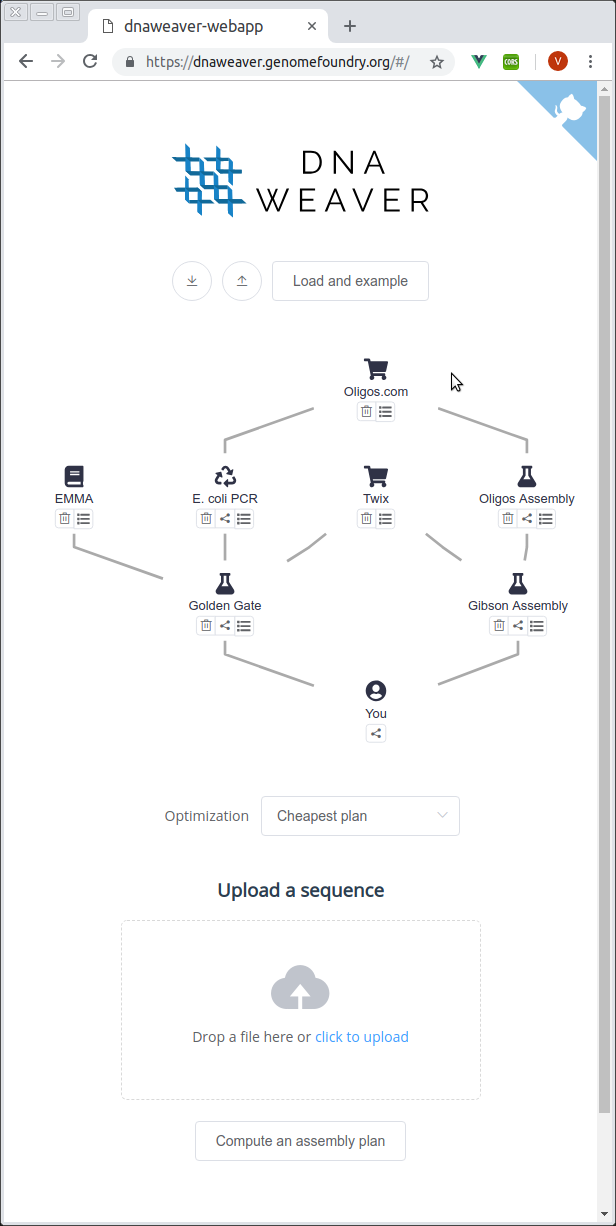 dnaweaver-webapp
https://dnaweaver.genomefoundry.org/#/
CORS
V
DNA
WEAVER
Load and example
Oligos.com
EMMA
E. coli PCR
Twix
Oligos Assembly
Golden Gate
Gibson Assembly
You
Optimization
Cheapest plan
Upload a sequence
Drop a file here or click to upload
Compute an assembly plan